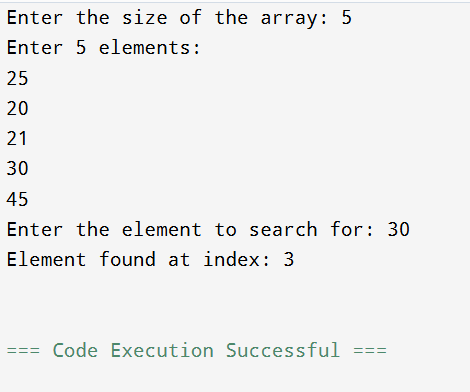 Enter the size of the array: 5
Enter 5 elements:
25
20
21
30
45
Enter the element to search for: 30
Element found at index: 3
=== Code Execution Successful ===